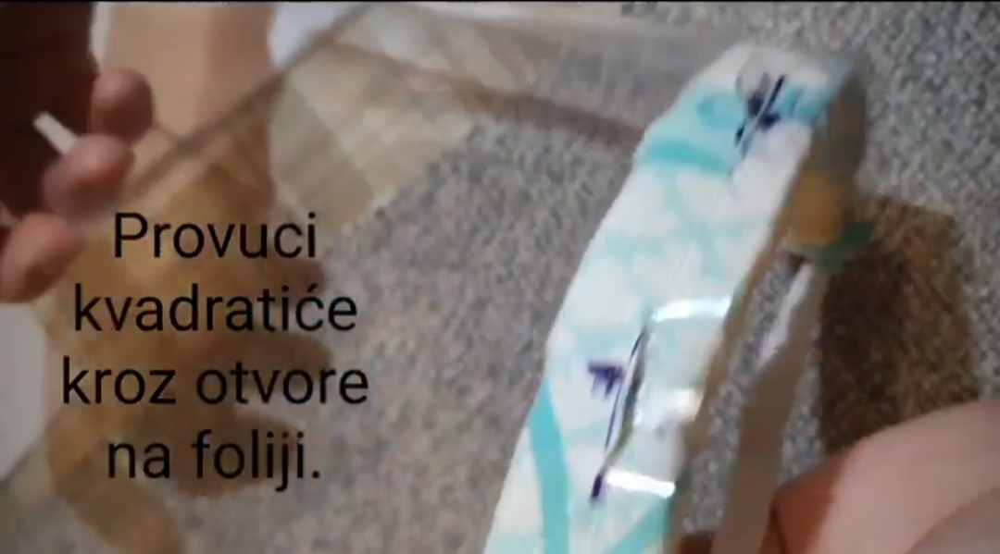 Provuci
kvadratiće
kroz otvore
na foliji.